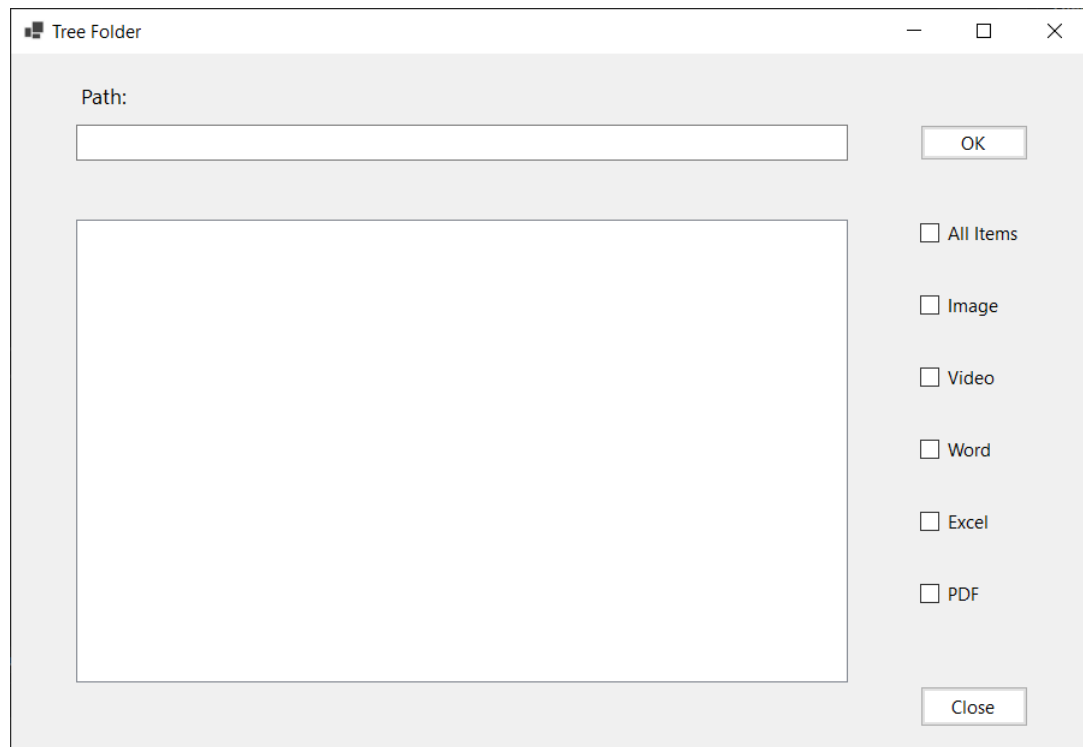 Tree Folder
Path:
OK
All Items
Image
Video
Word
Excel
PDF
Close